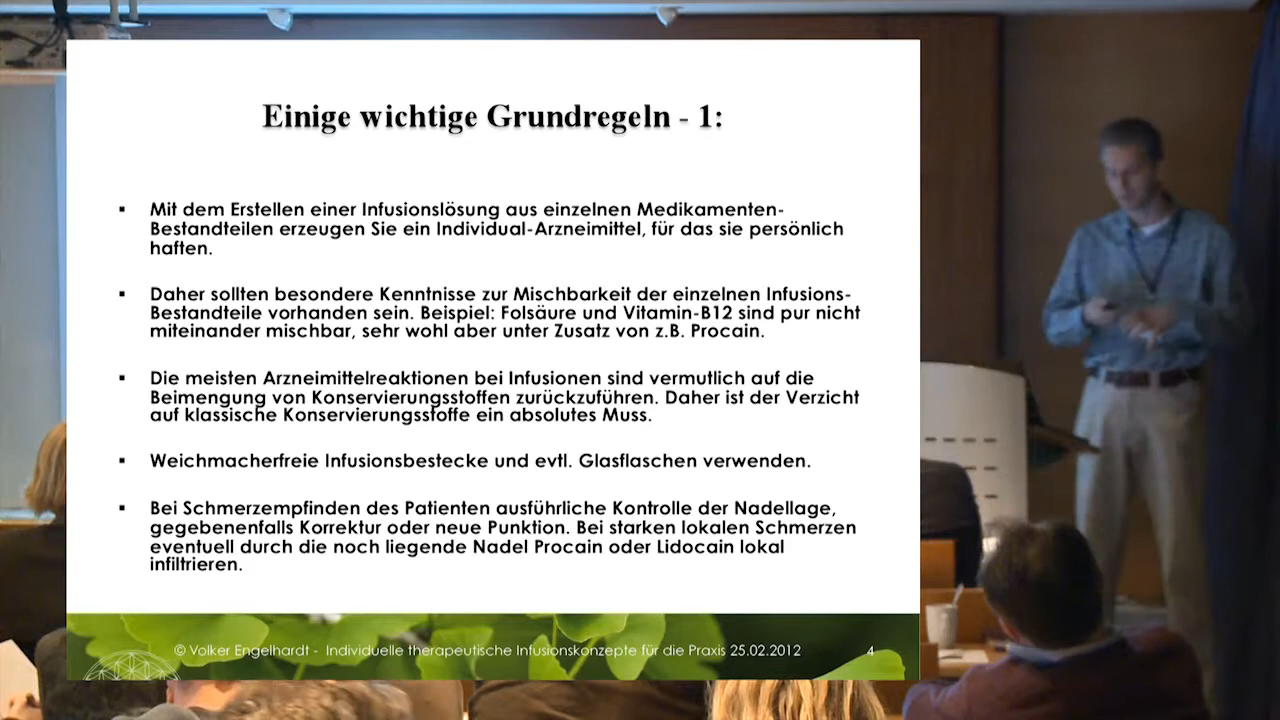 Einige wichtige Grundregeln - 1:
▪ Mit dem Erstellen einer Infusionslösung aus einzelnen Medikamenten-
Bestandteilen erzeugen Sie ein Individual-Arzneimittel, für das sie persönlich
haften.
▪ Daher sollten besondere Kenntnisse zur Mischbarkeit der einzelnen Infusions-
Bestandteile vorhanden sein. Beispiel: Folsäure und Vitamin-B12 sind pur nicht
miteinander mischbar, sehr wohl aber unter Zusatz von z.B. Procain.
▪ Die meisten Arzneimittelreaktionen bei Infusionen sind vermutlich auf die
Beimengung von Konservierungsstoffen zurückzuführen. Daher ist der Verzicht
auf klassische Konservierungsstoffe ein absolutes Muss.
▪ Weichmacherfreie Infusionsbestecke und evtl. Glasflaschen verwenden.
▪ Bei Schmerzempfinden des Patienten ausführliche Kontrolle der Nadellage,
gegebenenfalls Korrektur oder neue Punktion. Bei starken lokalen Schmerzen
eventuell durch die noch liegende Nadel Procain oder Lidocain lokal
infiltrieren.
© Volker Engelhardt - Individuelle therapeutische Infusionskonzepte für die Praxis 25.02.2012 4